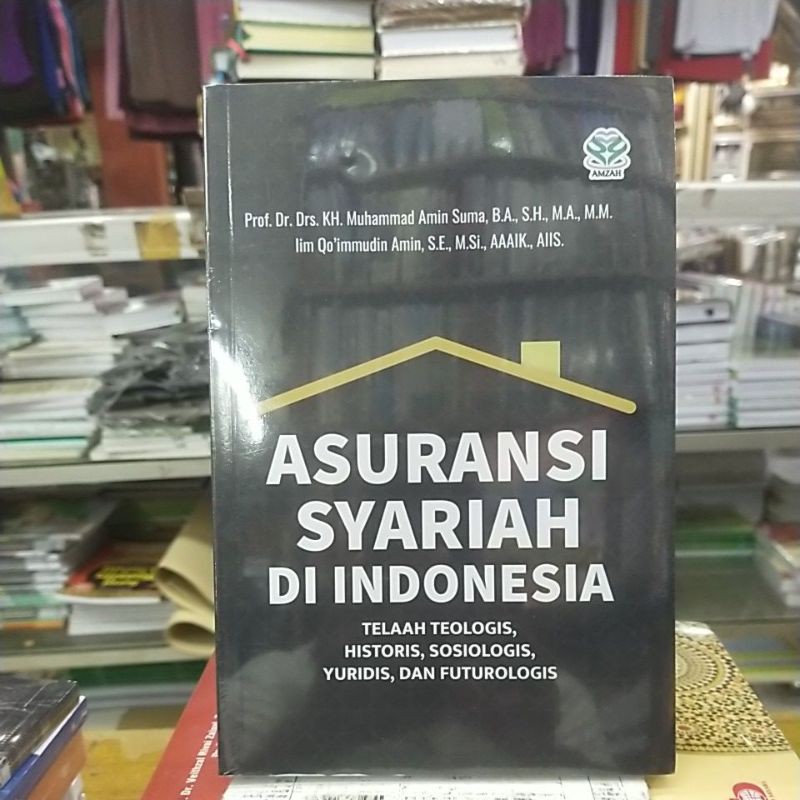 AMZAH
Prof. Dr. Drs. KH. Muhammad Amin Suma, B.A., S.H., M.A., M.M.
Iim Qo'immudin Amin, S.E., M.Si., AAAIK., AIIS.
ASURANSI
SYARIAH
DI INDONESIA
TELAAH TEOLOGIS,
HISTORIS, SOSIOLOGIS,
YURIDIS, DAN FUTUROLOGIS